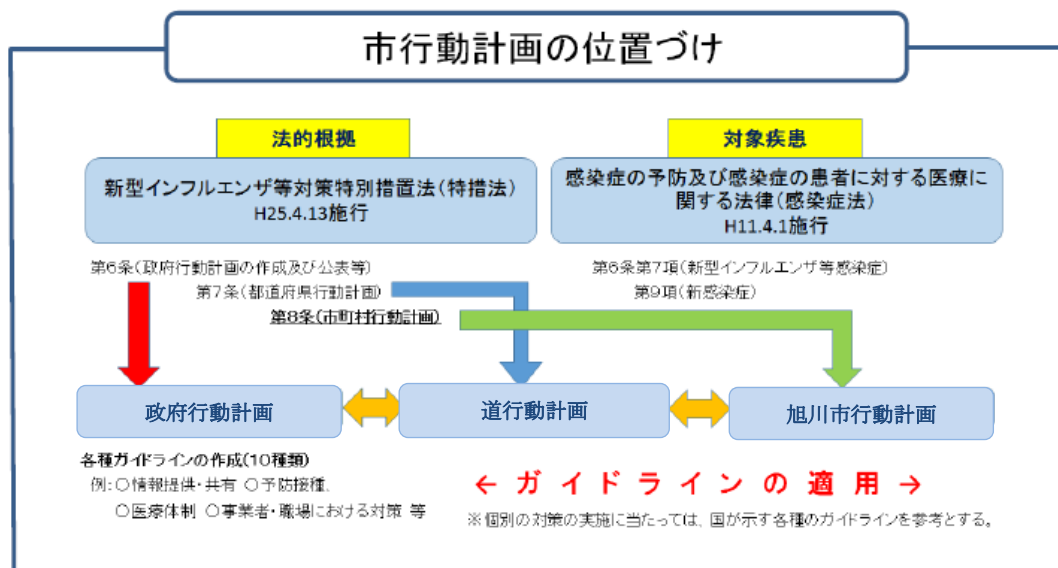 市行動計画の位置づけ
法的根拠
新型インフルエンザ等対策特別措置法(特措法)
H25.4.13施行
対象疾患
感染症の予防及び感染症の患者に対する医療に
関する法律(感染症法)
H11.4.1施行
第6条(政府行動計画の作成及び公表等)
第7条(都道府県行動計画)
第8条(市町村行動計画)
第6条第7項(新型インフルエンザ等感染症)
第9項(新感染症)
政府行動計画
道行動計画
旭川市行動計画
各種ガイドラインの作成(10種類)
例:○情報提供・共有 ○予防接種、
○医療体制 ○事業者・職場における対策 等
← ガイドラインの適用 →
※個別の対策の実施に当たっては、国が示す各種のガイドラインを参考とする。